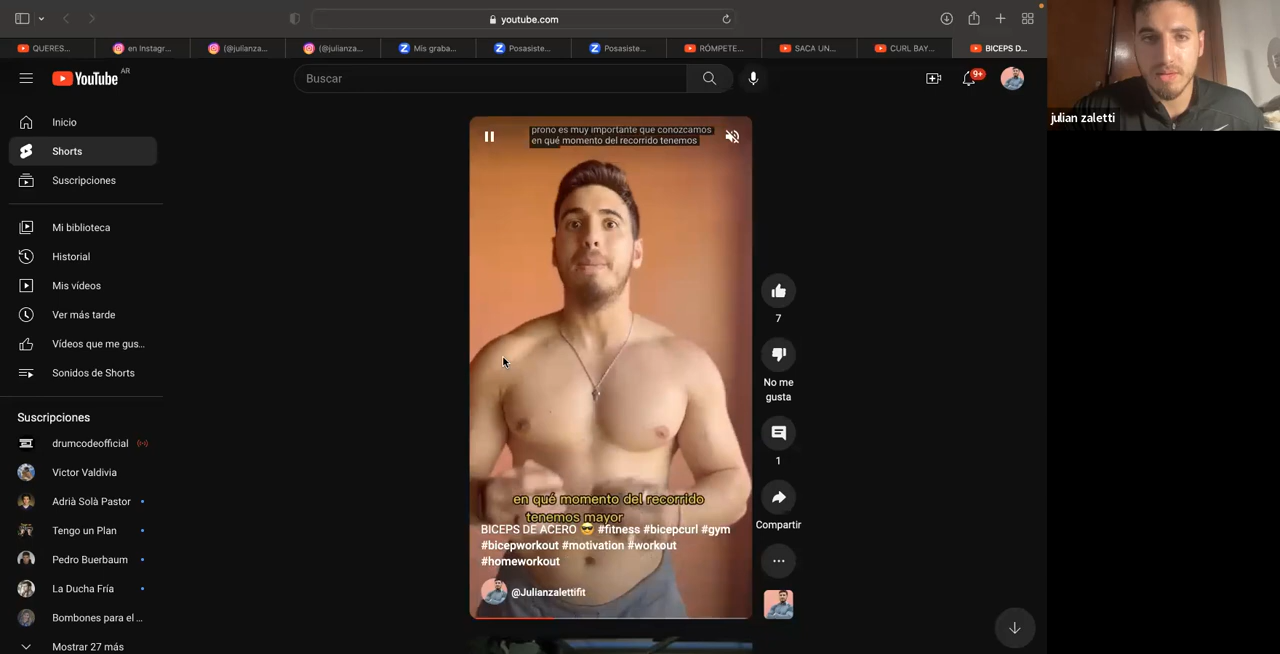 youtube.com
QUERES...
en Instagr...
(@julianza...
(@julianza...
Mis graba...
Posasiste...
Posasiste...
RÓMPETE...
SACA UN...
CURL BAY...
BICEPS D...
YouTube AR
Buscar
9+
julian zaletti
Inicio
Shorts
Suscripciones
Mi biblioteca
Historial
Mis vídeos
Ver más tarde
Vídeos que me gus...
Sonidos de Shorts
Suscripciones
drumcodeofficial
Victor Valdivia
Adrià Solà Pastor
Tengo un Plan
Pedro Buerbaum
La Ducha Fría
Bombones para el ...
Mostrar 27 más
prono es muy importante que conozcamos
en qué momento del recorrido tenemos
en qué momento del recorrido
tenemos mayor
BICEPS DE ACERO 😎 #fitness #bicepcurl #gym
#bicepworkout #motivation #workout
#homeworkout
@Julianzalettifit
7
No me
gusta
1
Compartir